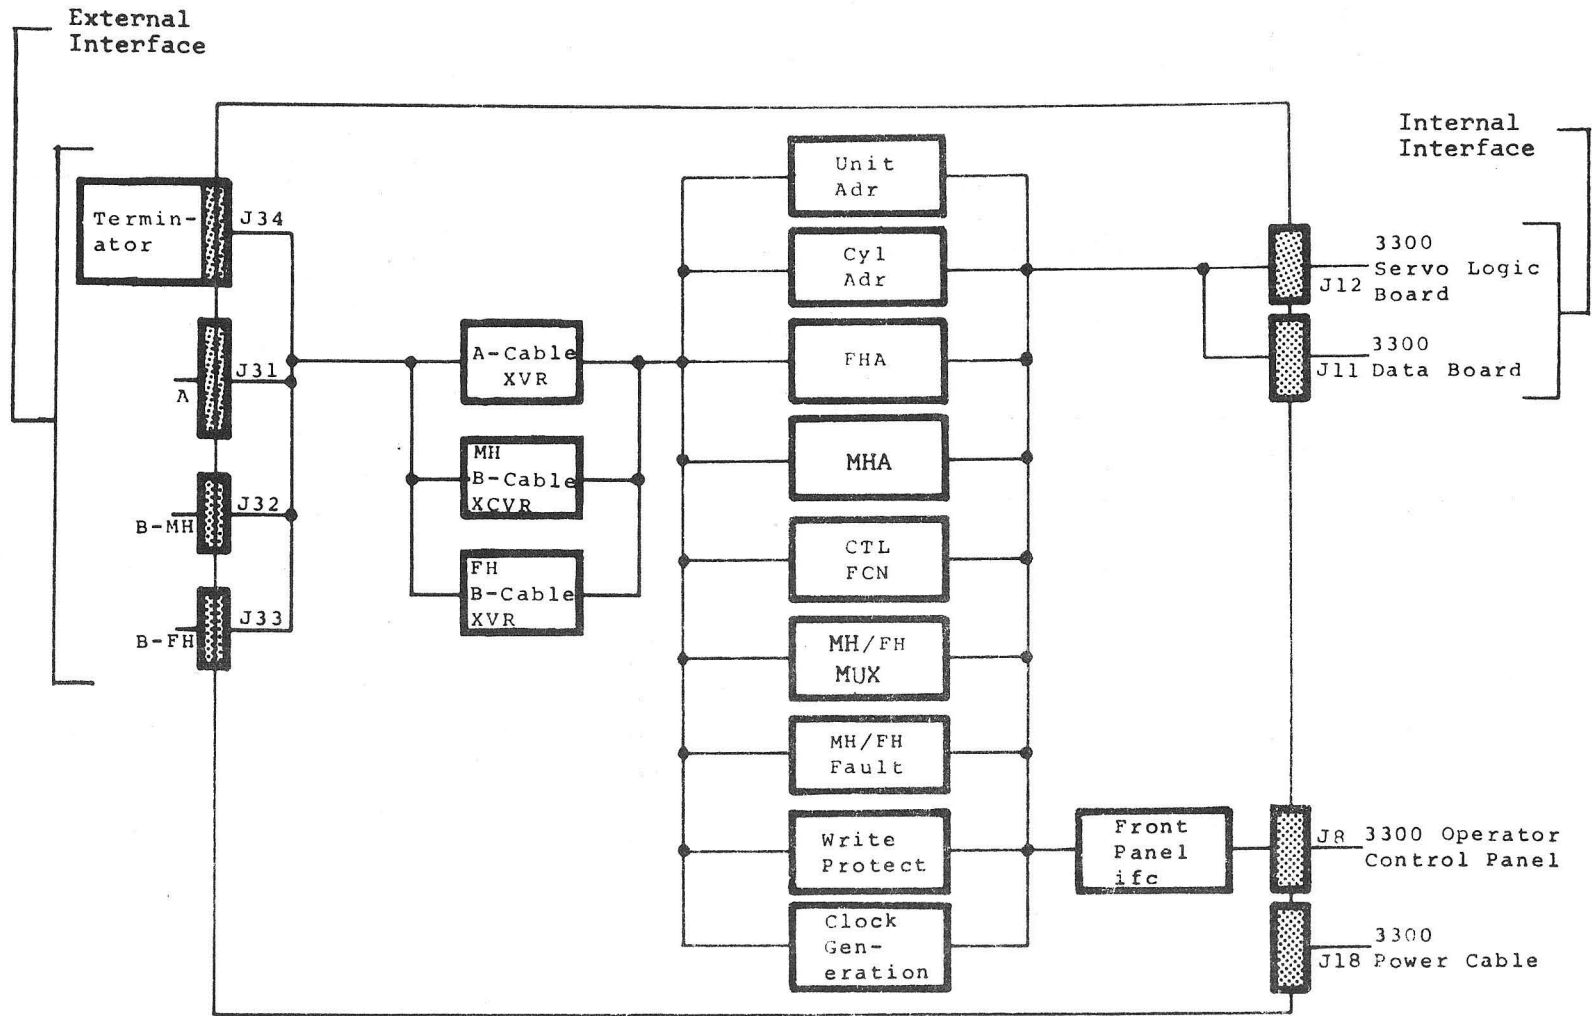 External
Interface
Internal
Interface
Termin-
ator
J34
J31
A
J32
B-MH
J33
B-FH
A-Cable
XVR
MH
B-Cable
XCVR
FH
B-Cable
XVR
Unit
Adr
Cyl
Adr
FHA
MHA
CTL
FCN
MH/FH
MUX
MH/FH
Fault
Write
Protect
Clock
Gen-
eration
Front
Panel
ifc
3300
Servo Logic
J12 Board
3300
J11 Data Board
J8 3300 Operator
Control Panel
3300
J18 Power Cable